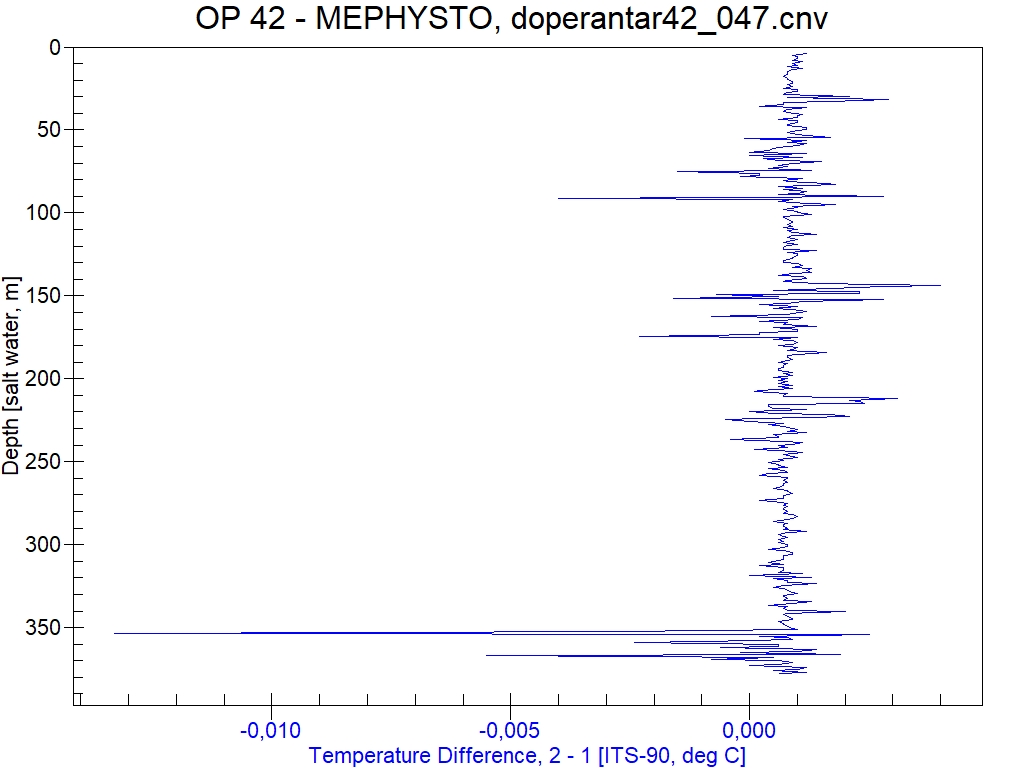 OP 42 - MEPHYSTO, doperantar42_047.cnv
0
50
100
150
200
250
300
350
Depth [salt water, m]
-0,010 -0,005 0,000
Temperature Difference, 2 - 1 [ITS-90, deg C]